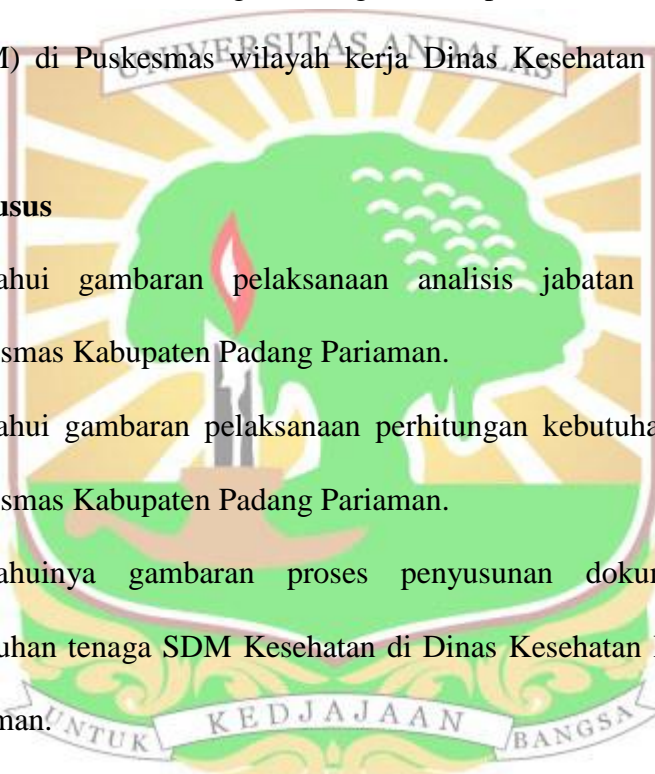 UNIVERSITAS ANDALAS
M) di Puskesmas wilayah kerja Dinas Kesehatan
usus
ahui gambaran pelaksanaan analisis jabatan
smas Kabupaten Padang Pariaman.
ahui gambaran pelaksanaan perhitungan kebutuha
smas Kabupaten Padang Pariaman.
ahuinya gambaran proses penyusunan dokur
uhan tenaga SDM Kesehatan di Dinas Kesehatan
man.
UNTUK KEDJAJAAN BANGSA